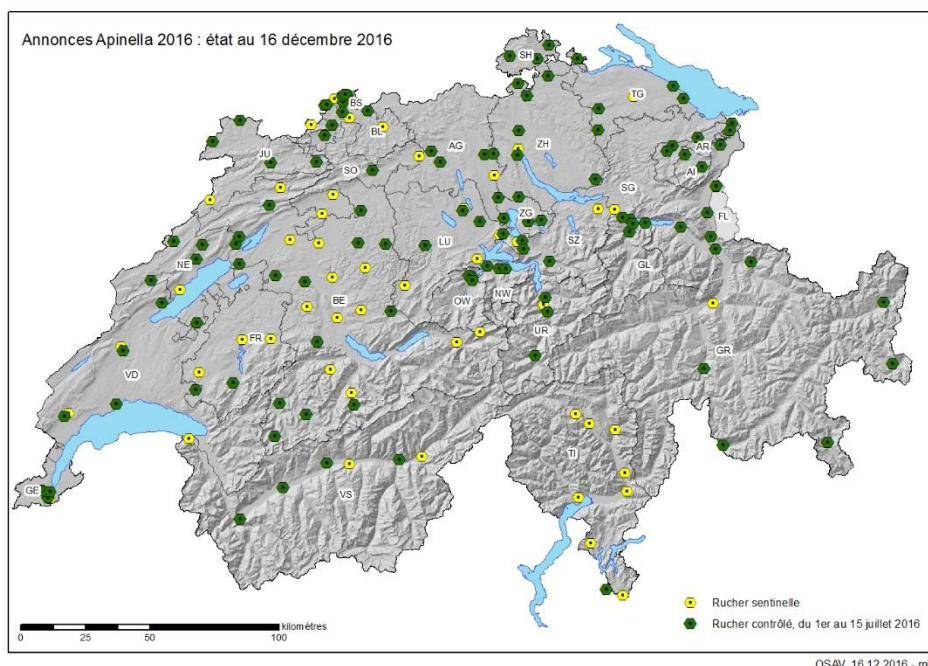 Annonces Apinella 2016 : état au 16 décembre 2016
SH
TG
BS
BL
AG
ZH
AR
AI
JU
SO
SG
FL
ZG
LU
SZ
NE
GL
BE
OW
NW
UR
FR
GR
VD
TI
GE
VS
Rucher sentinelle
Rucher contrôlé, du 1er au 15 juillet 2016
kilomètres
0 25 50 100
OSAV, 16.12.2016 - m